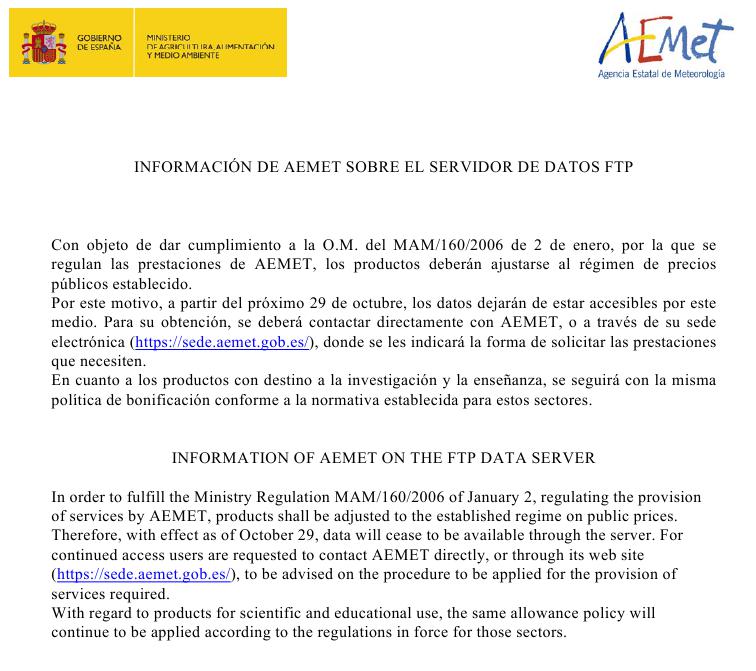 GOBIERNO
DE ESPAÑA
MINISTERIO
DE AGRICULTURA, ALIMENTACIÓN
Y MEDIO AMBIENTE
AEMet
Agencia Estatal de Meteorología
INFORMACIÓN DE AEMET SOBRE EL SERVIDOR DE DATOS FTP
Con objeto de dar cumplimiento a la O.M. del MAM/160/2006 de 2 de enero, por la que se
regulan las prestaciones de AEMET, los productos deberán ajustarse al régimen de precios
públicos establecido.
Por este motivo, a partir del próximo 29 de octubre, los datos dejarán de estar accesibles por este
medio. Para su obtención, se deberá contactar directamente con AEMET, o a través de su sede
electrónica (https://sede.aemet.gob.es/), donde se les indicará la forma de solicitar las prestaciones
que necesiten.
En cuanto a los productos con destino a la investigación y la enseñanza, se seguirá con la misma
política de bonificación conforme a la normativa establecida para estos sectores.
INFORMATION OF AEMET ON THE FTP DATA SERVER
In order to fulfill the Ministry Regulation MAM/160/2006 of January 2, regulating the provision
of services by AEMET, products shall be adjusted to the established regime on public prices.
Therefore, with effect as of October 29, data will cease to be available through the server. For
continued access users are requested to contact AEMET directly, or through its web site
(https://sede.aemet.gob.es/), to be advised on the procedure to be applied for the provision of
services required.
With regard to products for scientific and educational use, the same allowance policy will
continue to be applied according to the regulations in force for those sectors.